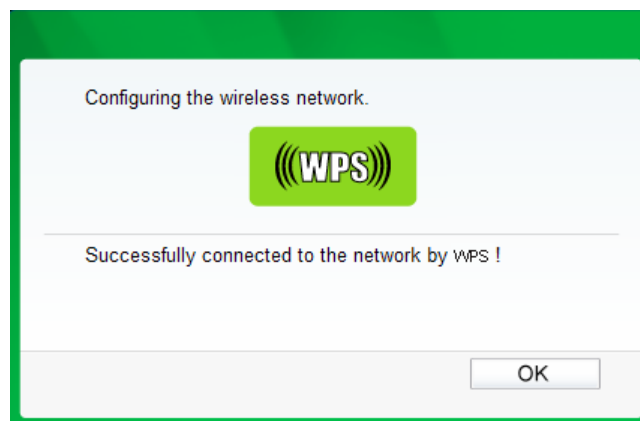 Configuring the wireless network.
(((WPS)))
Successfully connected to the network by WPS !
OK